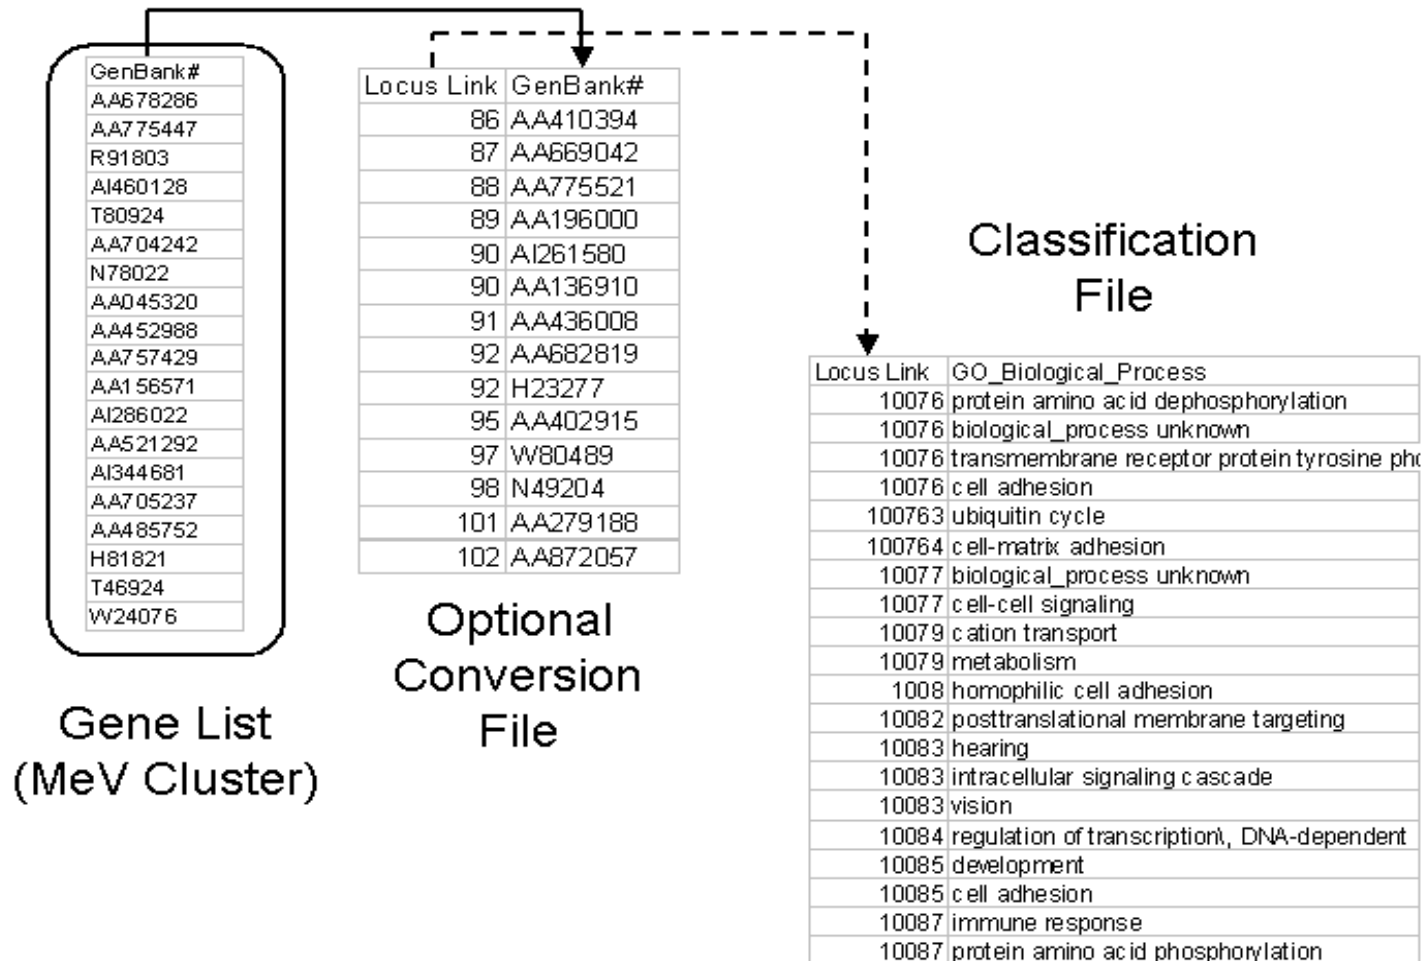 GenBank#
AA678286
AA775447
R91803
AI460128
T80924
AA704242
N78022
AA045320
AA452988
AA757429
AA156571
AI286022
AA521292
AI344681
AA705237
AA485752
H81821
T46924
W24076
Gene List
(MeV Cluster)
Locus Link GenBank#
86 AA410394
87 AA669042
88 AA775521
89 AA196000
90 AI261580
90 AA136910
91 AA436008
92 AA682819
92 H23277
95 AA402915
97 W80489
98 N49204
101 AA279188
102 AA872057
Optional
Conversion
File
Classification
File
Locus Link GO_Biological_Process
10076 protein amino acid dephosphorylation
10076 biological_process unknown
10076 transmembrane receptor protein tyrosine pho
10076 cell adhesion
100763 ubiquitin cycle
100764 cell-matrix adhesion
10077 biological_process unknown
10077 cell-cell signaling
10079 cation transport
10079 metabolism
1008 homophilic cell adhesion
10082 posttranslational membrane targeting
10083 hearing
10083 intracellular signaling cascade
10083 vision
10084 regulation of transcription\, DNA-dependent
10085 development
10085 cell adhesion
10087 immune response
10087 protein amino acid phosphorylation